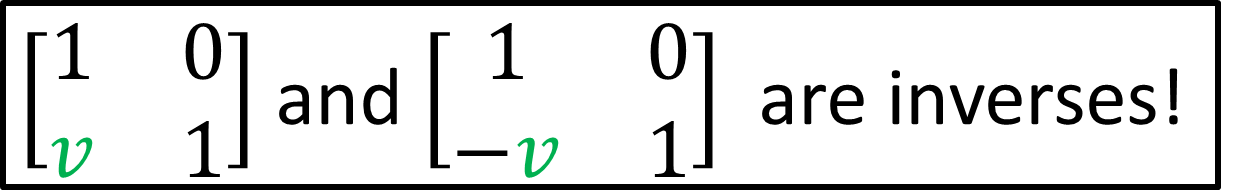 [1 0
v 1] and [1 0
−v 1] are inverses!